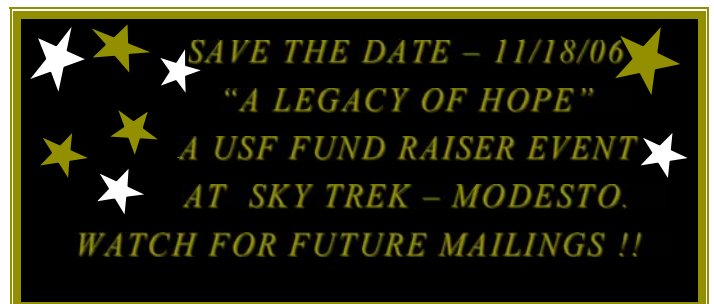 SAVE THE DATE – 11/18/06
“A LEGACY OF HOPE”
A USF FUND RAISER EVENT
AT SKY TREK – MODESTO.
WATCH FOR FUTURE MAILINGS !!